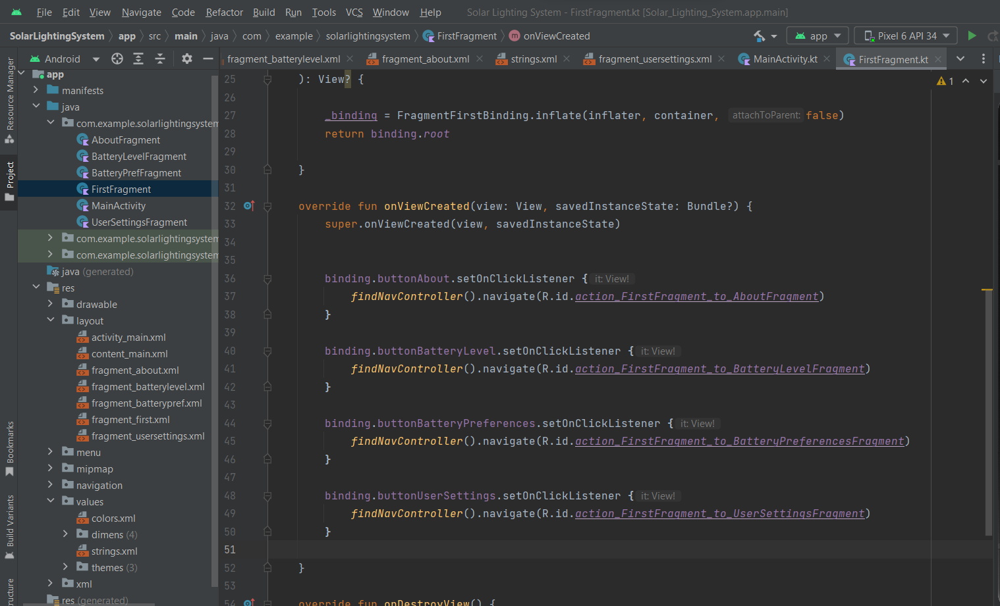 File Edit View Navigate Code Refactor Build Run Tools VCS Window Help Solar Lighting System - FirstFragment.kt [Solar_Lighting_System.app.main]
SolarLightingSystem app src main java com example solarlightingsystem FirstFragment m onViewCreated app Pixel 6 API 34
Android
fragment_batterylevel.xml fragment_about.xml strings.xml fragment_usersettings.xml MainActivity.kt FirstFragment.kt
Resource Manager
Project
Bookmarks
Build Variants
app
manifests
java
com.example.solarlightingsystem
AboutFragment
BatteryLevelFragment
BatteryPrefFragment
FirstFragment
MainActivity
UserSettingsFragment
com.example.solarlightingsystem
com.example.solarlightingsystem
java (generated)
res
drawable
layout
activity_main.xml
content_main.xml
fragment_about.xml
fragment_batterylevel.xml
fragment_batterypref.xml
fragment_first.xml
fragment_usersettings.xml
menu
mipmap
navigation
values
colors.xml
dimens (4)
strings.xml
themes (3)
xml
res (generated)
1
25 ): View? {
26
27 _binding = FragmentFirstBinding.inflate(inflater, container, attachToParent: false)
28 return binding.root
29
30 }
31
32 override fun onViewCreated(view: View, savedInstanceState: Bundle?) {
33 super.onViewCreated(view, savedInstanceState)
34
35
36 binding.buttonAbout.setOnClickListener { it: View!
37 findNavController().navigate(R.id.action_FirstFragment_to_AboutFragment)
38 }
39
40 binding.buttonBatteryLevel.setOnClickListener { it: View!
41 findNavController().navigate(R.id.action_FirstFragment_to_BatteryLevelFragment)
42 }
43
44 binding.buttonBatteryPreferences.setOnClickListener { it: View!
45 findNavController().navigate(R.id.action_FirstFragment_to_BatteryPreferencesFragment)
46 }
47
48 binding.buttonUserSettings.setOnClickListener { it: View!
49 findNavController().navigate(R.id.action_FirstFragment_to_UserSettingsFragment)
50 }
51
52 }
53
54 override fun onDestroyView() {